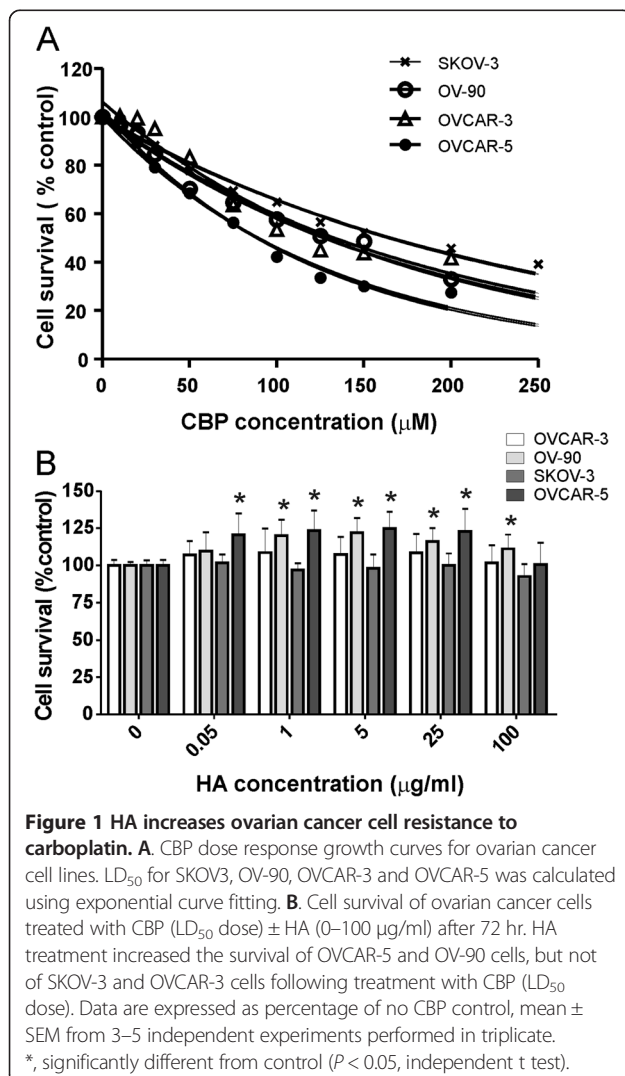 A
120
100
80
60
40
20
0
Cell survival ( % control)
SKOV-3
OV-90
OVCAR-3
OVCAR-5
0 50 100 150 200 250
CBP concentration (μM)
B
OVCAR-3
OV-90
SKOV-3
OVCAR-5
150
125
100
75
50
25
0
Cell survival (%control)
* * * * * * * * *
0 0.05 1 5 25 100
HA concentration (μg/ml)
Figure 1 HA increases ovarian cancer cell resistance to
carboplatin. A. CBP dose response growth curves for ovarian cancer
cell lines. LD50 for SKOV3, OV-90, OVCAR-3 and OVCAR-5 was calculated
using exponential curve fitting. B. Cell survival of ovarian cancer cells
treated with CBP (LD50 dose) ± HA (0–100 μg/ml) after 72 hr. HA
treatment increased the survival of OVCAR-5 and OV-90 cells, but not
of SKOV-3 and OVCAR-3 cells following treatment with CBP (LD50
dose). Data are expressed as percentage of no CBP control, mean ±
SEM from 3–5 independent experiments performed in triplicate.
*, significantly different from control (P < 0.05, independent t test).